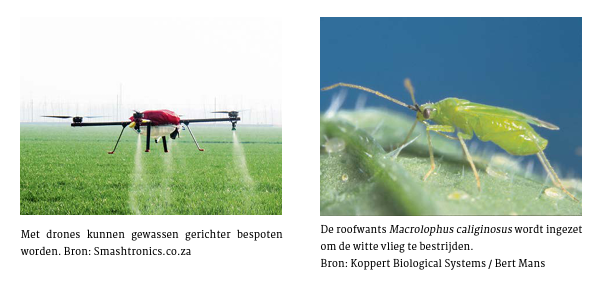 Met drones kunnen gewassen gerichter bespoten
worden. Bron: Smashtronics.co.za
De roofwants Macrolophus caliginosus wordt ingezet
om de witte vlieg te bestrijden.
Bron: Koppert Biological Systems / Bert Mans